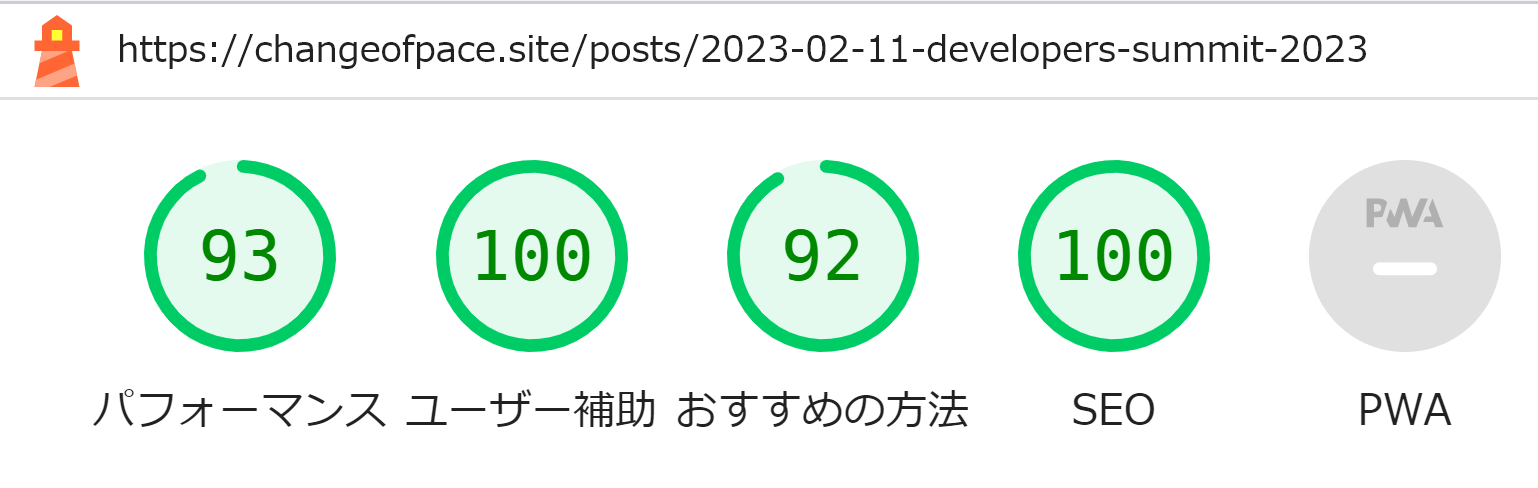 https://changeofpace.site/posts/2023-02-11-developers-summit-2023
93 100 92 100 PWA
パフォーマンス ユーザー補助 おすすめの方法 SEO PWA